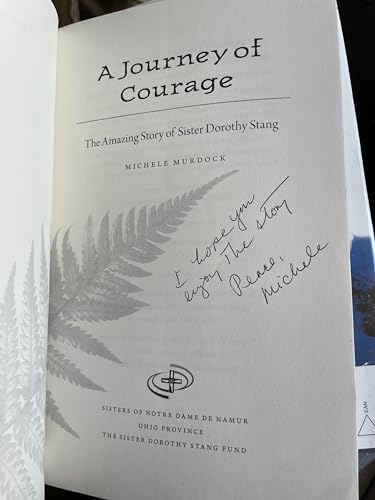 A Journey of
Courage
The Amazing Story of Sister Dorothy Stang
MICHELE MURDOCK
I hope you
enjoy The story
Peace,
Michele
SISTERS OF NOTRE DAME DE NAMUR
OHIO PROVINCE
THE SISTER DOROTHY STANG FUND
EAN